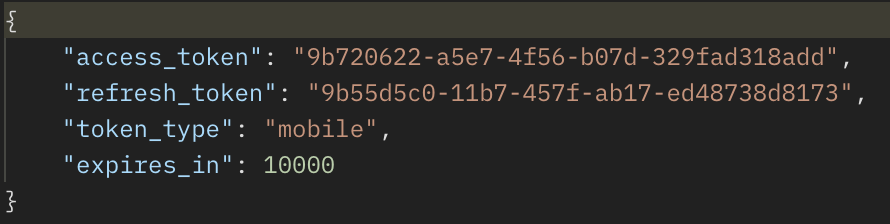 {
    "access_token": "9b720622-a5e7-4f56-b07d-329fad318add",
    "refresh_token": "9b55d5c0-11b7-457f-ab17-ed48738d8173",
    "token_type": "mobile",
    "expires_in": 10000
}